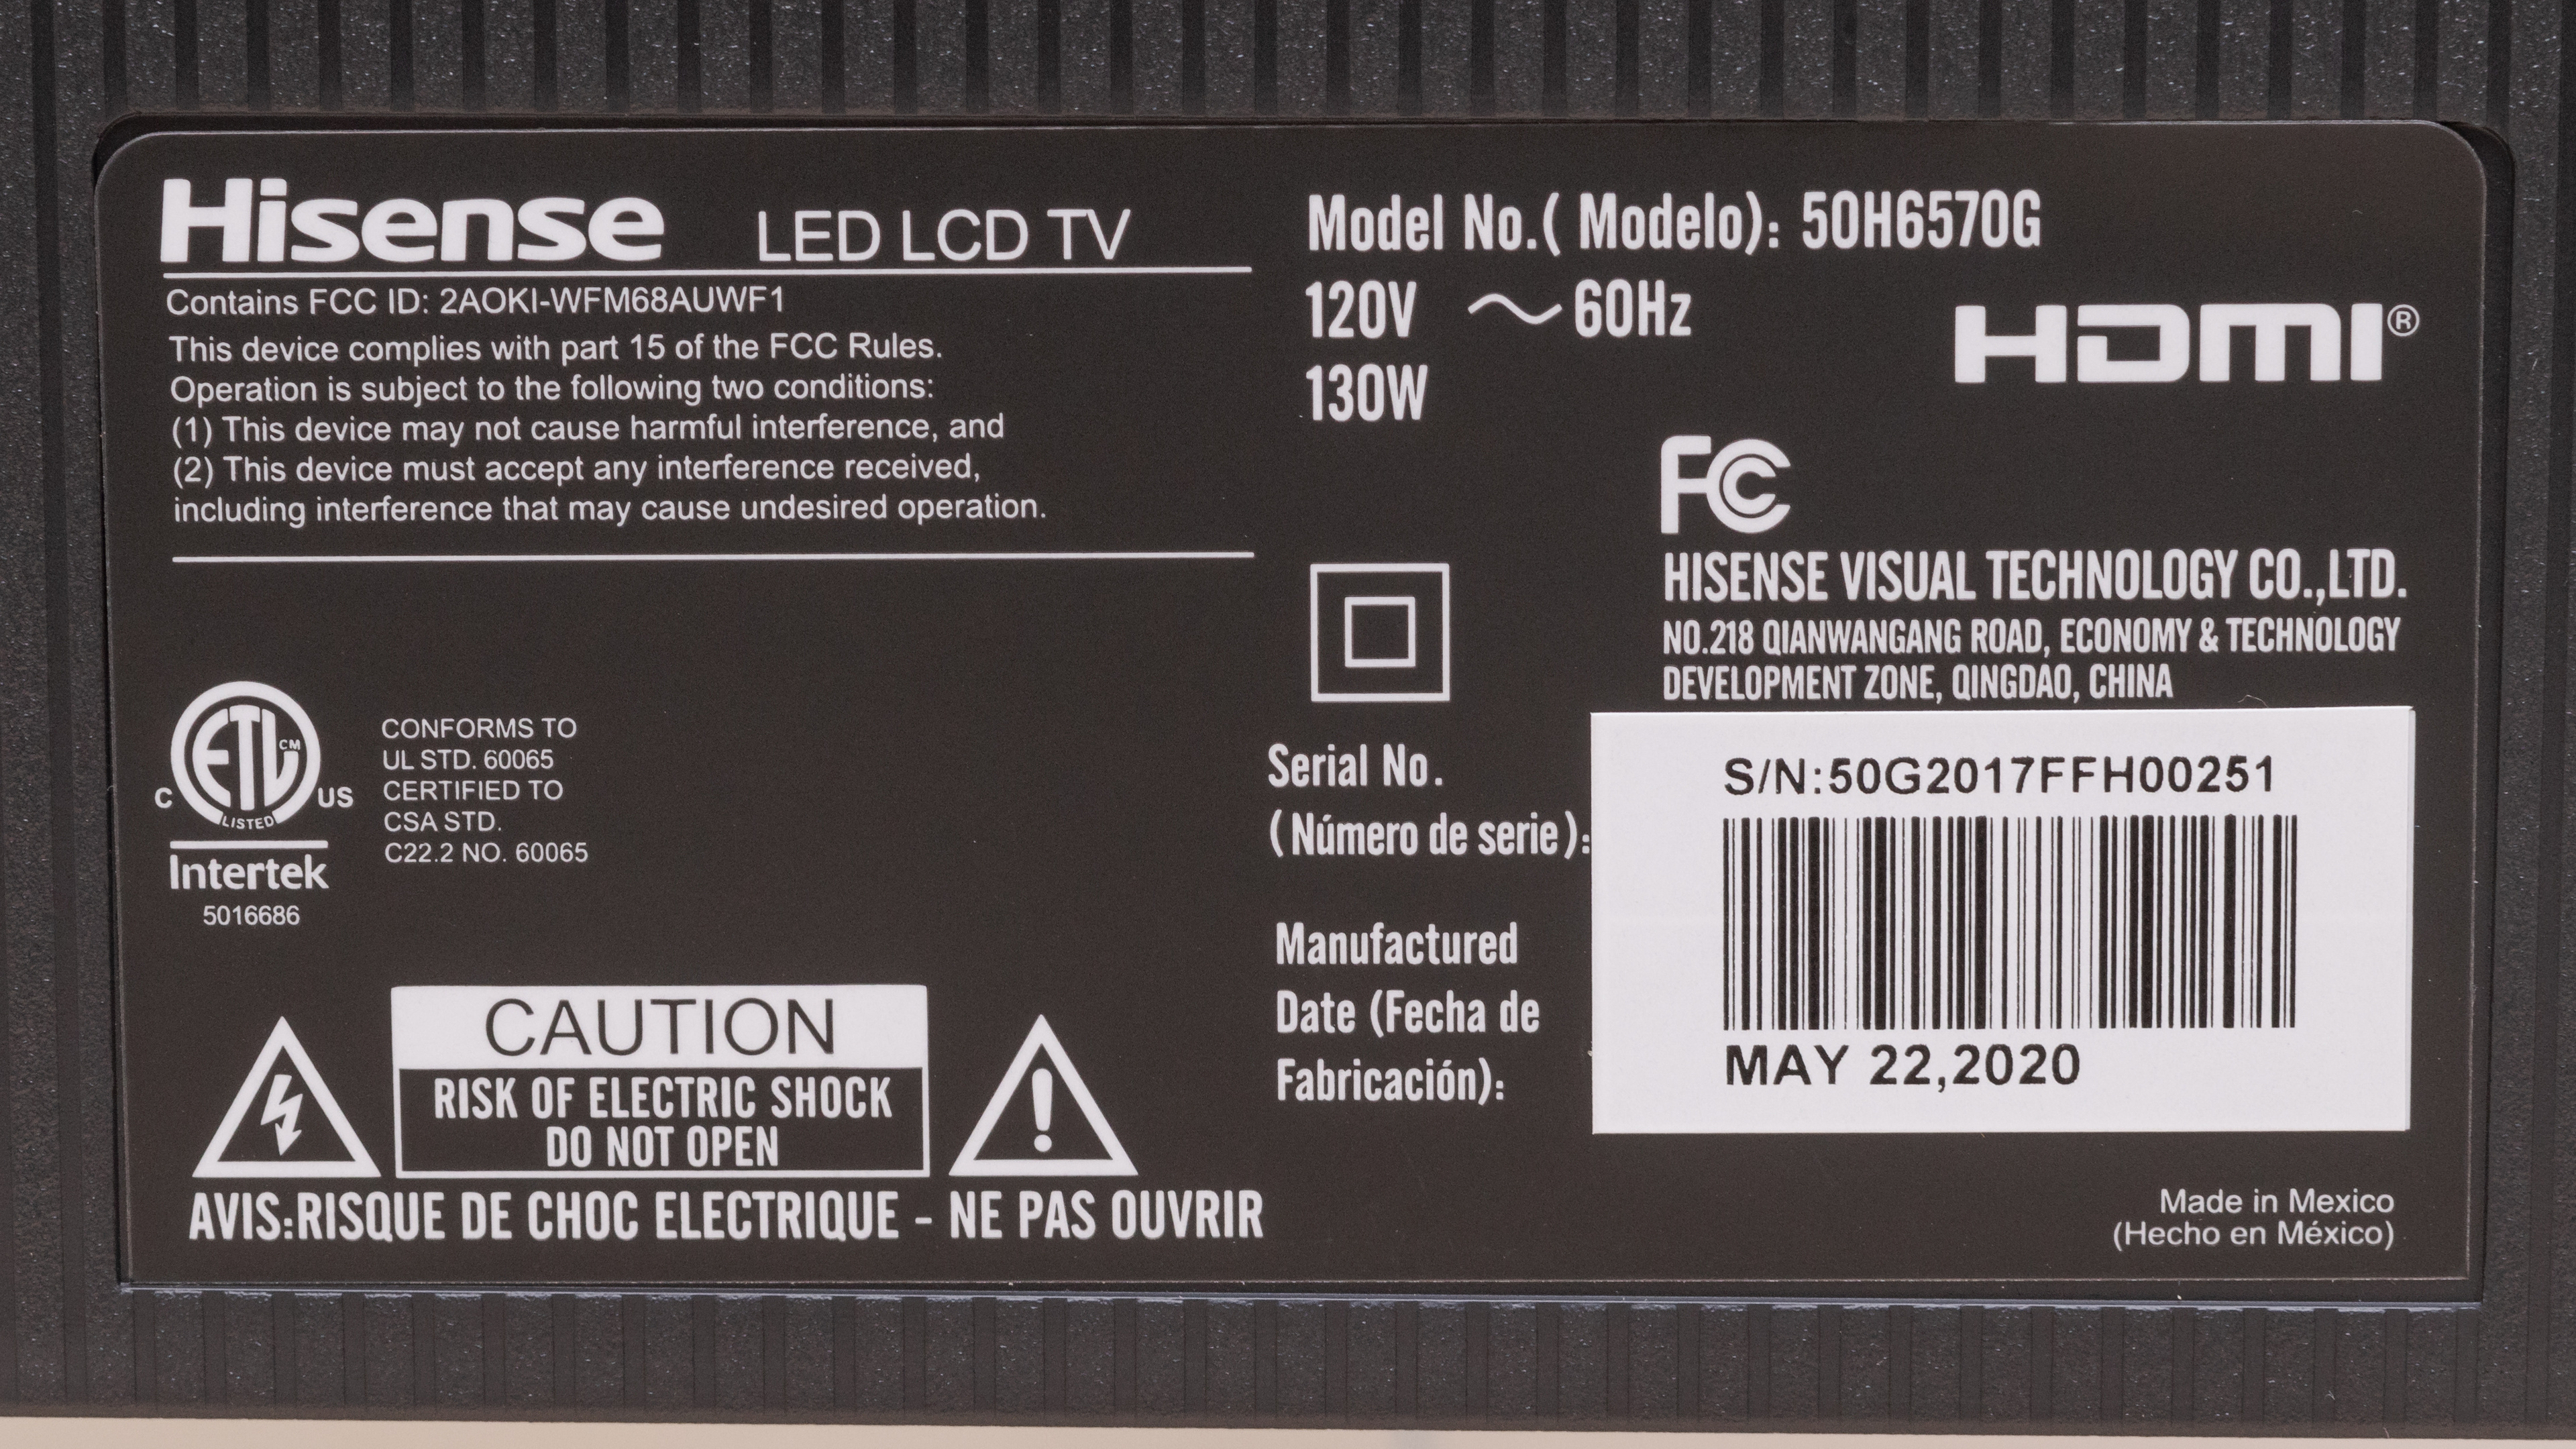 Hisense LED LCD TV
Contains FCC ID: 2AOKI-WFM68AUWF1
This device complies with part 15 of the FCC Rules.
Operation is subject to the following two conditions:
(1) This device may not cause harmful interference, and
(2) This device must accept any interference received,
including interference that may cause undesired operation.
ETL CM
C US
LISTED
Intertek
5016686
CONFORMS TO
UL STD. 60065
CERTIFIED TO
CSA STD.
C22.2 NO. 60065
CAUTION
RISK OF ELECTRIC SHOCK
DO NOT OPEN
AVIS:RISQUE DE CHOC ELECTRIQUE - NE PAS OUVRIR
Model No.( Modelo): 50H6570G
120V ~ 60Hz
130W
HDMI®
FC
HISENSE VISUAL TECHNOLOGY CO.,LTD.
NO.218 QIANWANGANG ROAD, ECONOMY & TECHNOLOGY
DEVELOPMENT ZONE, QINGDAO, CHINA
Serial No.
(Número de serie):
S/N:50G2017FFH00251
Manufactured
Date (Fecha de
Fabricación):
MAY 22,2020
Made in Mexico
(Hecho en México)